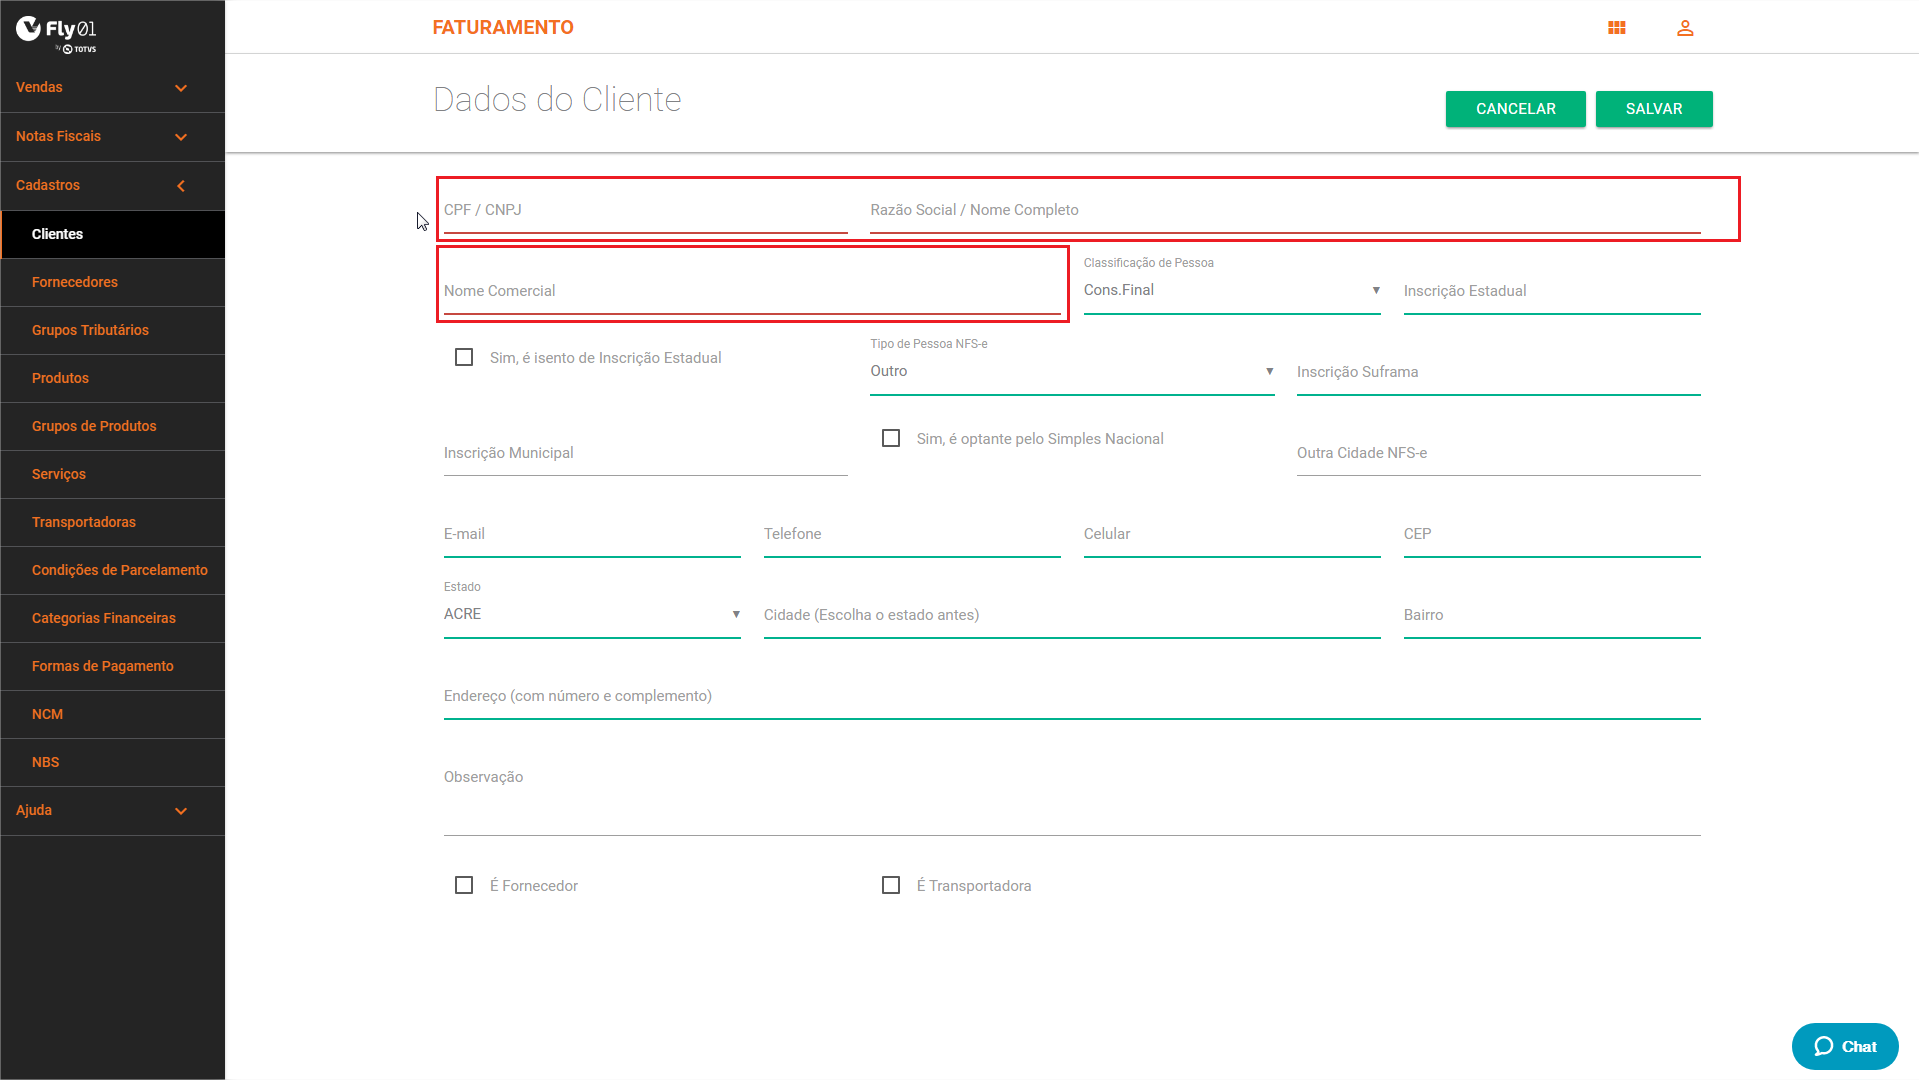 Fly01
by TOTVS
FATURAMENTO
Vendas
Notas Fiscais
Cadastros
Clientes
Fornecedores
Grupos Tributários
Produtos
Grupos de Produtos
Serviços
Transportadoras
Condições de Parcelamento
Categorias Financeiras
Formas de Pagamento
NCM
NBS
Ajuda
Dados do Cliente
CANCELAR SALVAR
CPF / CNPJ Razão Social / Nome Completo
Classificação de Pessoa
Nome Comercial Cons.Final Inscrição Estadual
Tipo de Pessoa NFS-e
Sim, é isento de Inscrição Estadual Outro Inscrição Suframa
Inscrição Municipal Sim, é optante pelo Simples Nacional Outra Cidade NFS-e
E-mail Telefone Celular CEP
Estado
ACRE Cidade (Escolha o estado antes) Bairro
Endereço (com número e complemento)
Observação
É Fornecedor É Transportadora
Chat